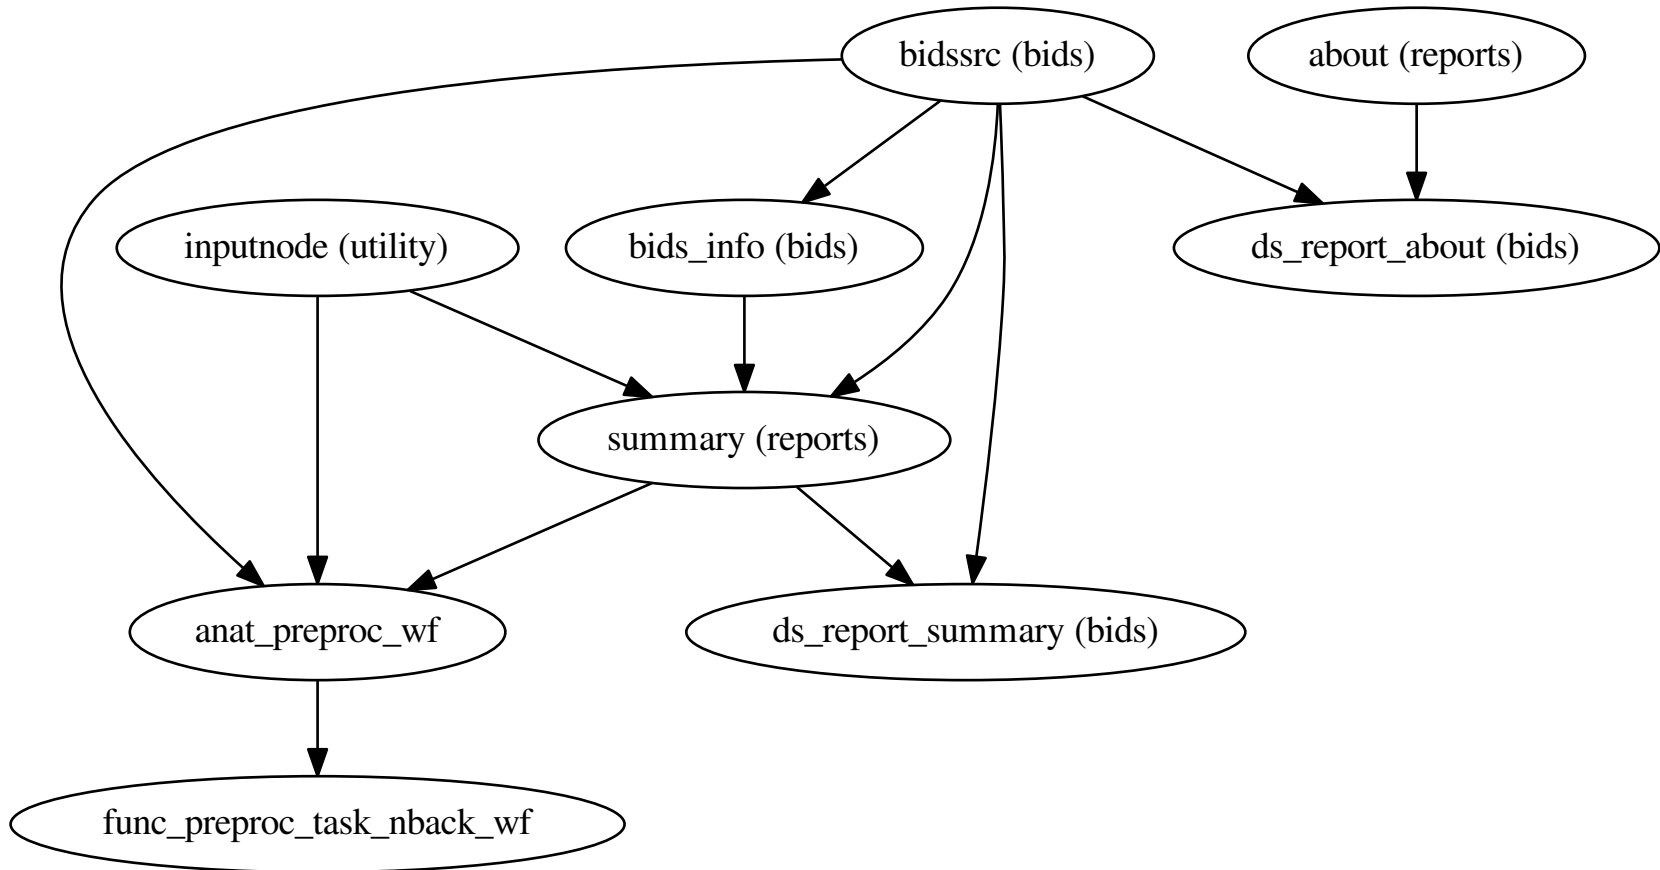 bidssrc (bids)
about (reports)
inputnode (utility)
bids_info (bids)
ds_report_about (bids)
summary (reports)
anat_preproc_wf
ds_report_summary (bids)
func_preproc_task_nback_wf